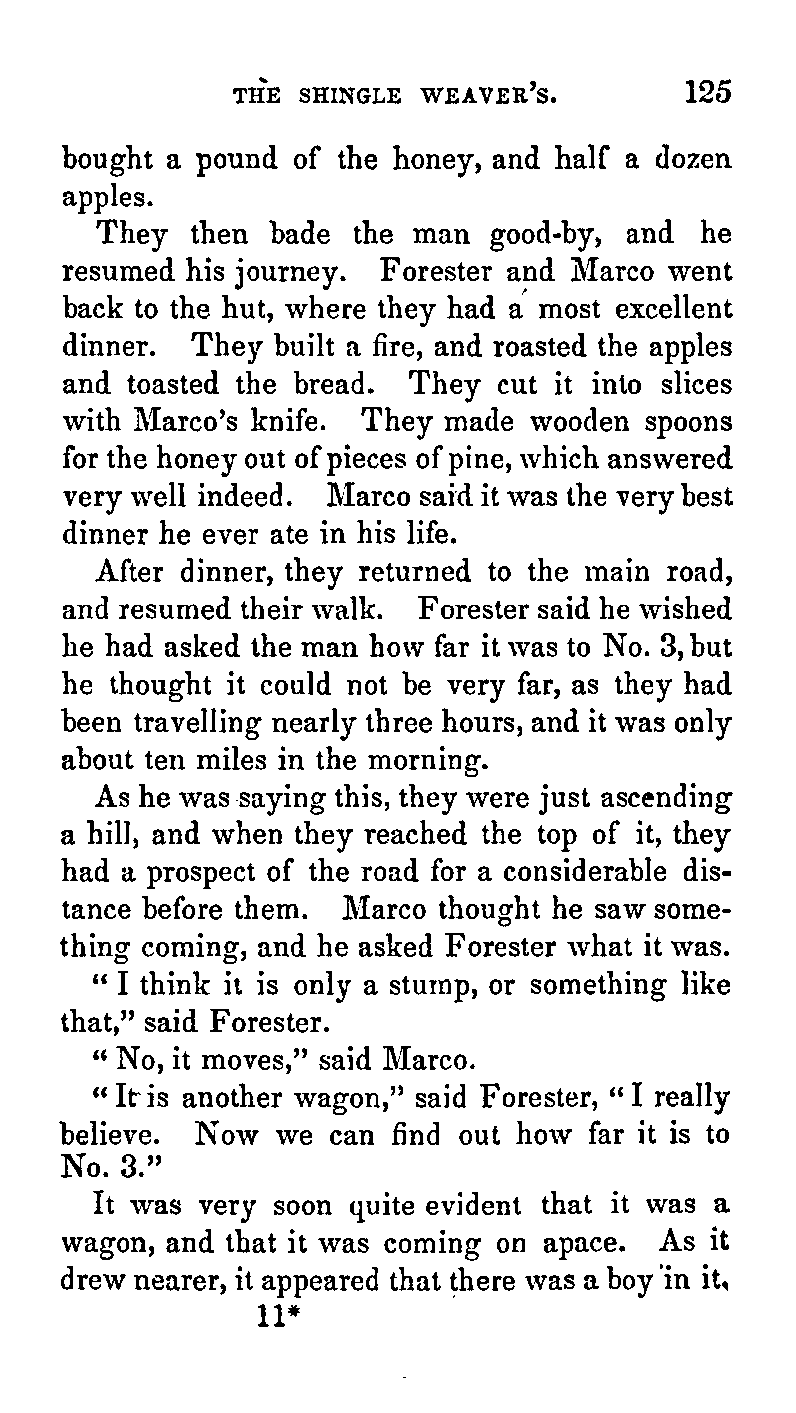 THE SHINGLE WEAVER'S. 125
bought a pound of the honey, and half a dozen
apples.
They then bade the man good-by, and he
resumed his journey. Forester and Marco went
back to the hut, where they had a most excellent
dinner. They built a fire, and roasted the apples
and toasted the bread. They cut it into slices
with Marco's knife. They made wooden spoons
for the honey out of pieces of pine, which answered
very well indeed. Marco said it was the very best
dinner he ever ate in his life.
After dinner, they returned to the main road,
and resumed their walk. Forester said he wished
he had asked the man how far it was to No. 3, but
he thought it could not be very far, as they had
been travelling nearly three hours, and it was only
about ten miles in the morning.
As he was saying this, they were just ascending
a hill, and when they reached the top of it, they
had a prospect of the road for a considerable dis-
tance before them. Marco thought he saw some-
thing coming, and he asked Forester what it was.
"I think it is only a stump, or something like
that," said Forester.
"No, it moves," said Marco.
"It is another wagon," said Forester, "I really
believe. Now we can find out how far it is to
No. 3."
It was very soon quite evident that it was a
wagon, and that it was coming on apace. As it
drew nearer, it appeared that there was a boy in it,
11*